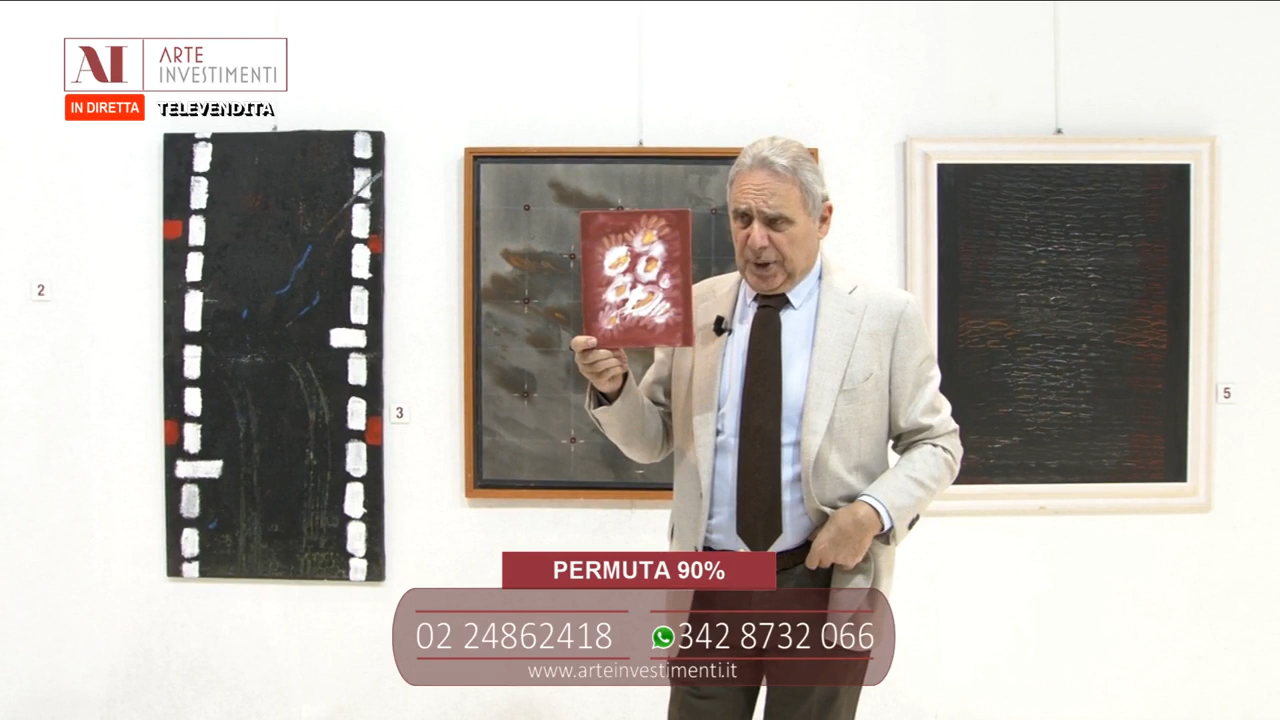 AI ARTE
INVESTIMENTI
IN DIRETTA TELEVENDITA
2
3
5
PERMUTA 90%
02 24862418 342 8732 066
www.arteinvestimenti.it